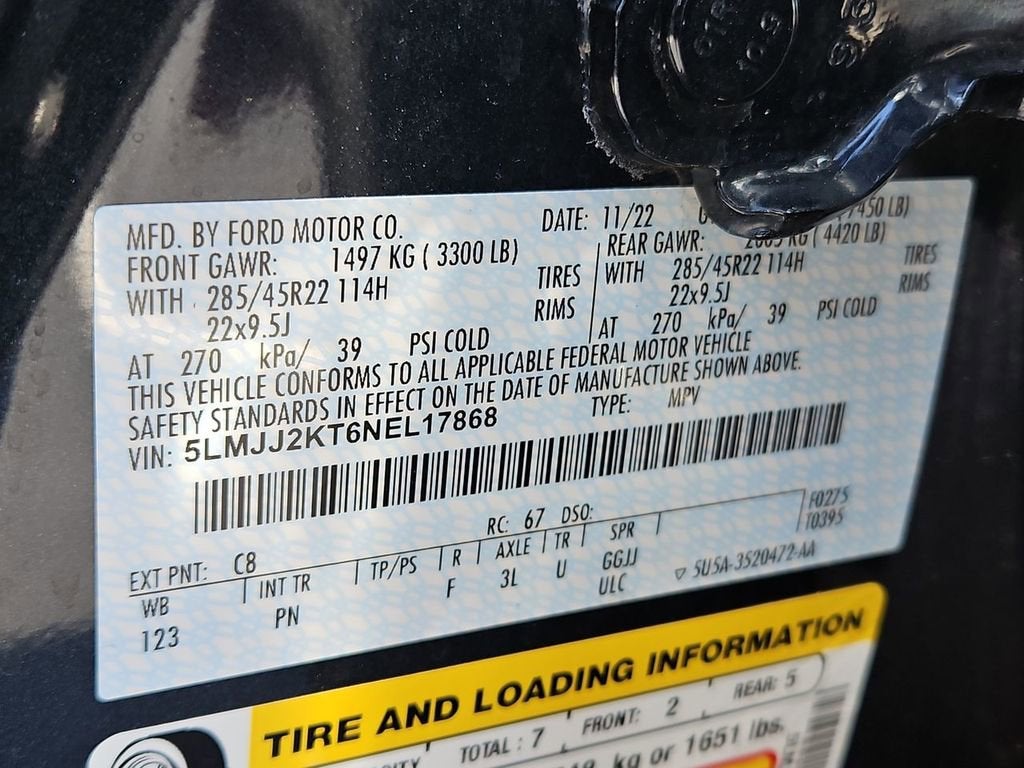 MFD. BY FORD MOTOR CO. DATE: 11/22 7450 LB)
FRONT GAWR: 1497 KG ( 3300 LB) REAR GAWR: KG ( 4420 LB)
WITH 285/45R22 114H TIRES WITH 285/45R22 114H TIRES
22x9.5J RIMS 22x9.5J RIMS
AT 270 kPa/ 39 PSI COLD AT 270 kPa/ 39 PSI COLD
THIS VEHICLE CONFORMS TO ALL APPLICABLE FEDERAL MOTOR VEHICLE
SAFETY STANDARDS IN EFFECT ON THE DATE OF MANUFACTURE SHOWN ABOVE.
VIN: 5LMJJ2KT6NEL17868 TYPE: MPV
F0275
EXT PNT: C8 RC: 67 DSO: T0395
WB INT TR TP/PS R AXLE TR SPR
123 PN F 3L U GGJJ
ULC 5U5A-3520472-AA
TIRE AND LOADING INFORMATION
TOTAL : 7 FRONT: 2 REAR: 5
kg or 1651 lbs.